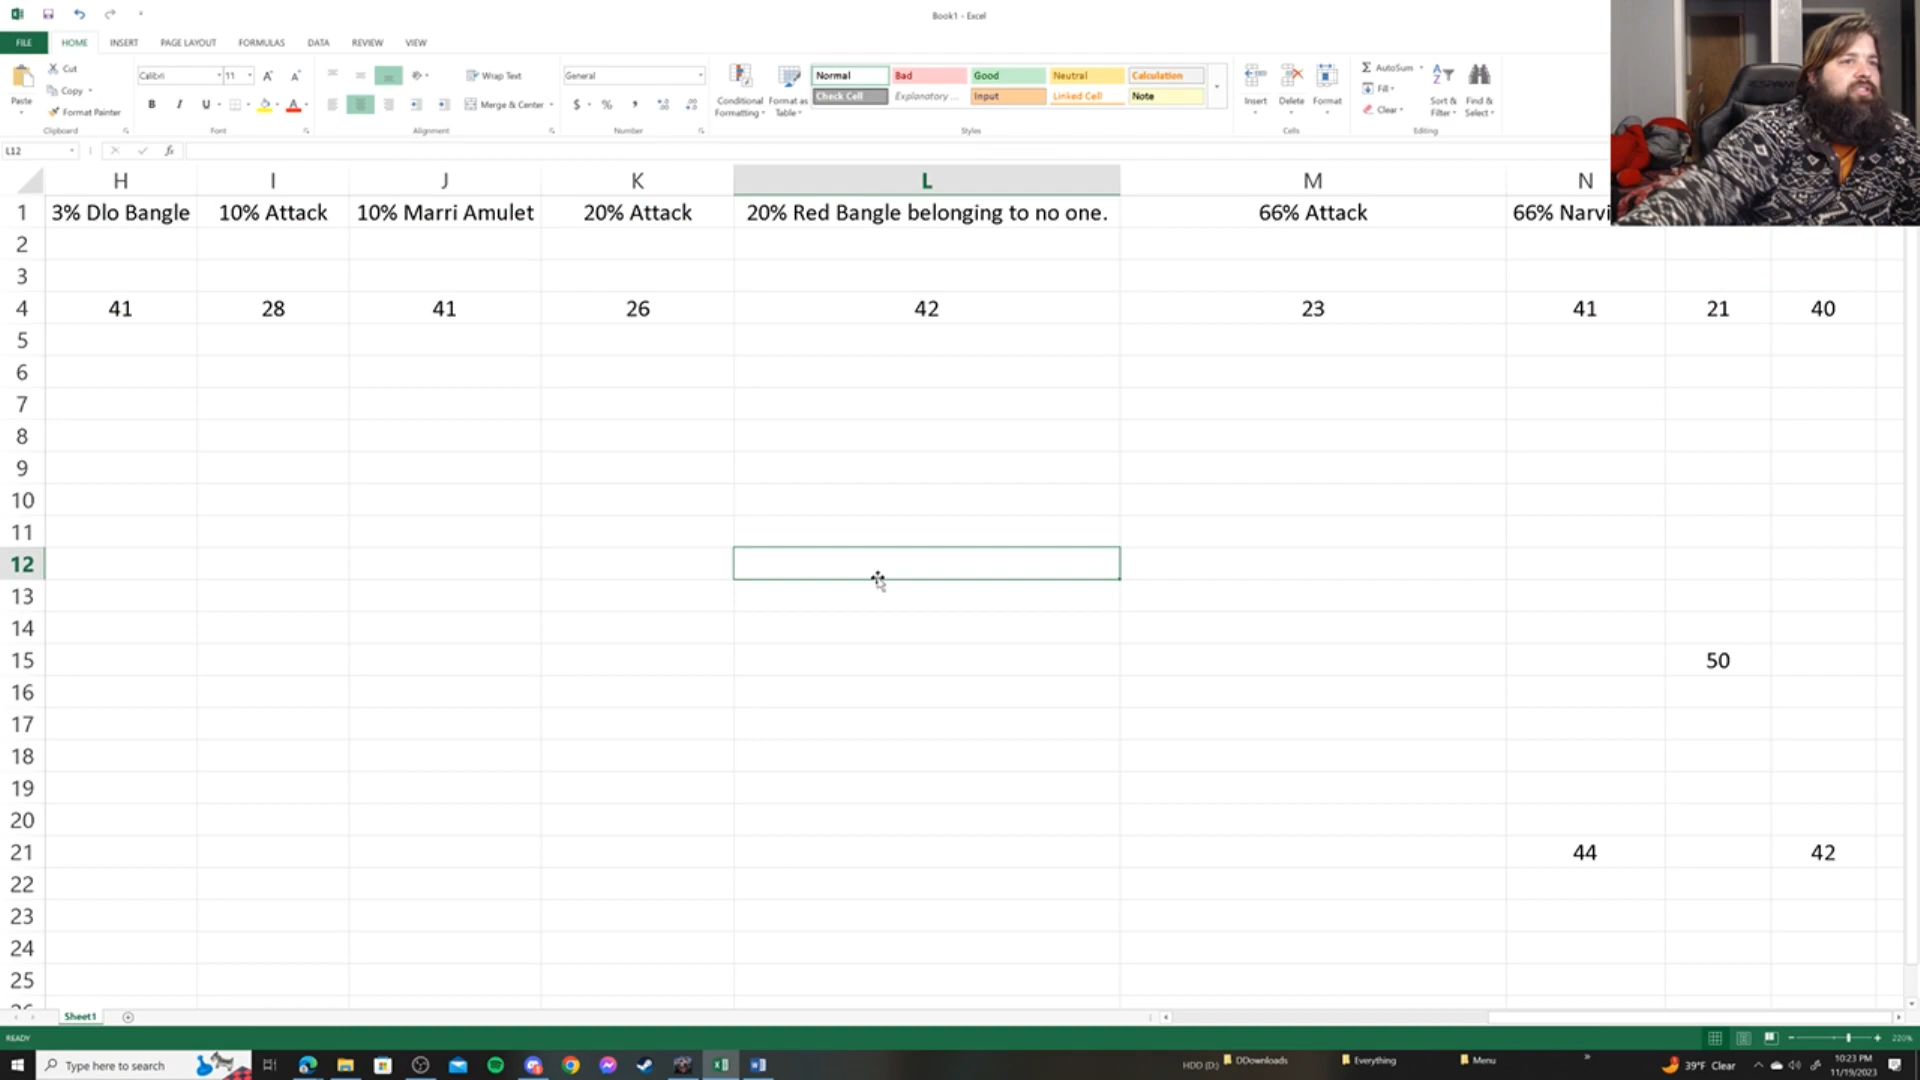 Book1 - Excel
FILE HOME INSERT PAGE LAYOUT FORMULAS DATA REVIEW VIEW
Cut
Copy
Format Painter
Paste
Clipboard
Calibri 11
B I U
Font
Wrap Text
Merge & Center
Alignment
General
$ % ,
Number
Conditional Formatting
Format as Table
Normal Bad Good Neutral Calculation
Check Cell Explanatory ... Input Linked Cell Note
Styles
Insert Delete Format
Cells
AutoSum
Fill
Clear
Sort & Filter
Find & Select
Editing
L12
fx
H I J K L M N
1 3% Dlo Bangle 10% Attack 10% Marri Amulet 20% Attack 20% Red Bangle belonging to no one. 66% Attack 66% Narvi
2
3
4 41 28 41 26 42 23 41 21 40
5
6
7
8
9
10
11
12
13
14
15 50
16
17
18
19
20
21 44 42
22
23
24
25
Sheet1
READY
220%
Type here to search
HDD (D:) DDownloads Everything Menu »
39°F Clear
10:23 PM
11/19/2023